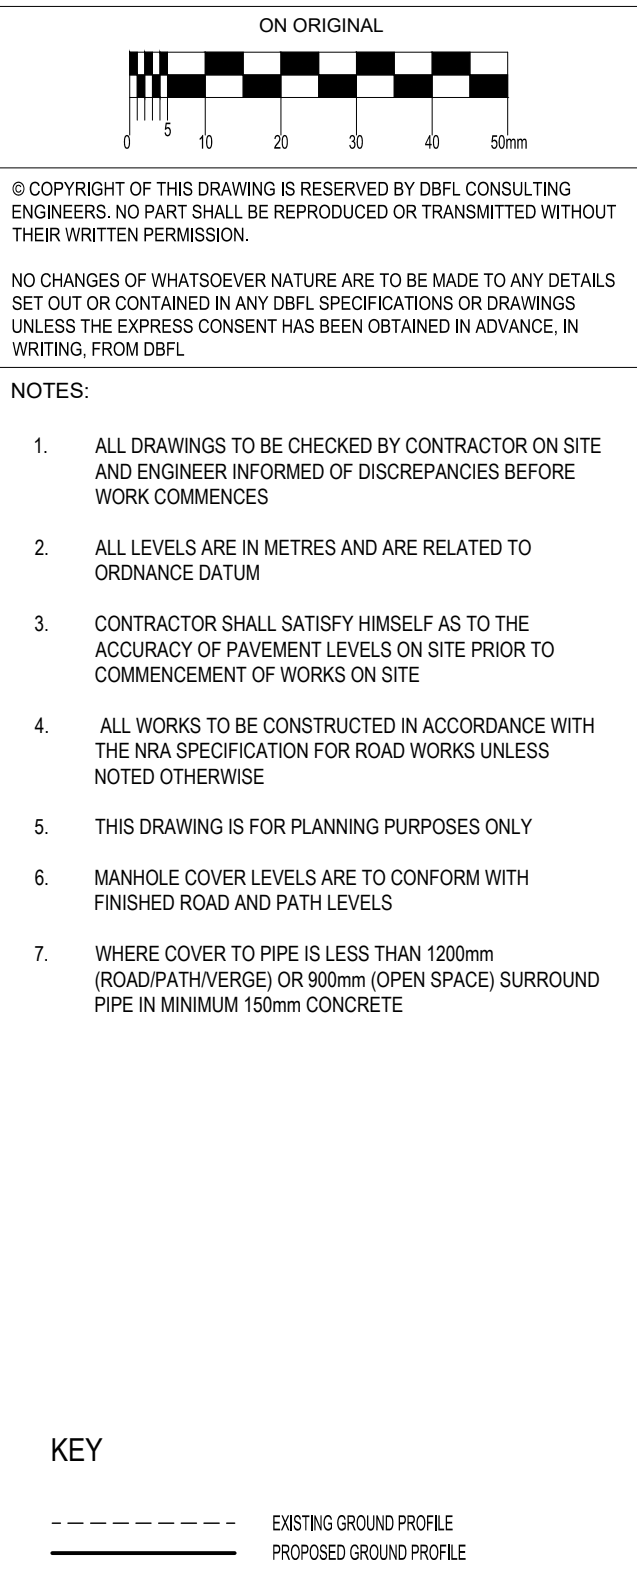 ON ORIGINAL
0 5 10 20 30 40 50mm
© COPYRIGHT OF THIS DRAWING IS RESERVED BY DBFL CONSULTING
ENGINEERS. NO PART SHALL BE REPRODUCED OR TRANSMITTED WITHOUT
THEIR WRITTEN PERMISSION.
NO CHANGES OF WHATSOEVER NATURE ARE TO BE MADE TO ANY DETAILS
SET OUT OR CONTAINED IN ANY DBFL SPECIFICATIONS OR DRAWINGS
UNLESS THE EXPRESS CONSENT HAS BEEN OBTAINED IN ADVANCE, IN
WRITING, FROM DBFL
NOTES:
1. ALL DRAWINGS TO BE CHECKED BY CONTRACTOR ON SITE
AND ENGINEER INFORMED OF DISCREPANCIES BEFORE
WORK COMMENCES
2. ALL LEVELS ARE IN METRES AND ARE RELATED TO
ORDNANCE DATUM
3. CONTRACTOR SHALL SATISFY HIMSELF AS TO THE
ACCURACY OF PAVEMENT LEVELS ON SITE PRIOR TO
COMMENCEMENT OF WORKS ON SITE
4. ALL WORKS TO BE CONSTRUCTED IN ACCORDANCE WITH
THE NRA SPECIFICATION FOR ROAD WORKS UNLESS
NOTED OTHERWISE
5. THIS DRAWING IS FOR PLANNING PURPOSES ONLY
6. MANHOLE COVER LEVELS ARE TO CONFORM WITH
FINISHED ROAD AND PATH LEVELS
7. WHERE COVER TO PIPE IS LESS THAN 1200mm
(ROAD/PATH/VERGE) OR 900mm (OPEN SPACE) SURROUND
PIPE IN MINIMUM 150mm CONCRETE
KEY
EXISTING GROUND PROFILE
PROPOSED GROUND PROFILE